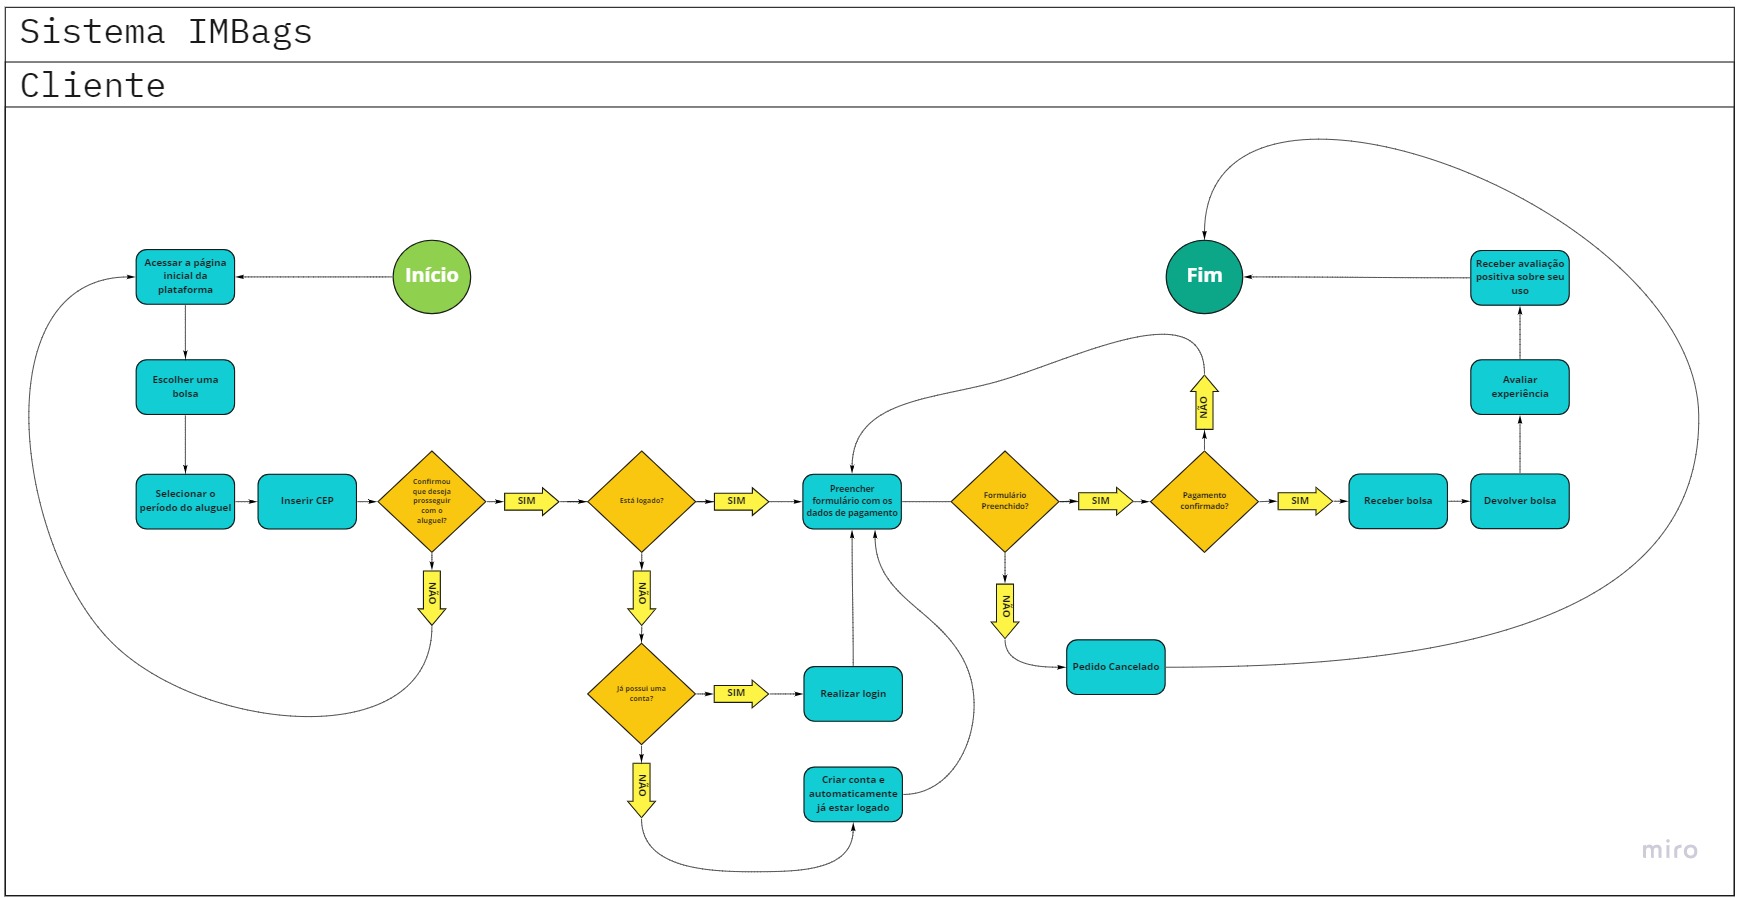 Sistema IMBags
Cliente
Início
Acessar a página
inicial da
plataforma
Escolher uma
bolsa
Selecionar o
período do aluguel
Inserir CEP
Confirmou
que deseja
prosseguir
com o
aluguel?
SIM
NÃO
Está logado?
SIM
NÃO
Já possui uma
conta?
SIM
NÃO
Realizar login
Criar conta e
automaticamente
já estar logado
Preencher
formulário com os
dados de pagamento
Formulário
Preenchido?
SIM
NÃO
Pedido Cancelado
Pagamento
confirmado?
NÃO
SIM
Receber bolsa
Devolver bolsa
Avaliar
experiência
Receber avaliação
positiva sobre seu
uso
Fim
miro